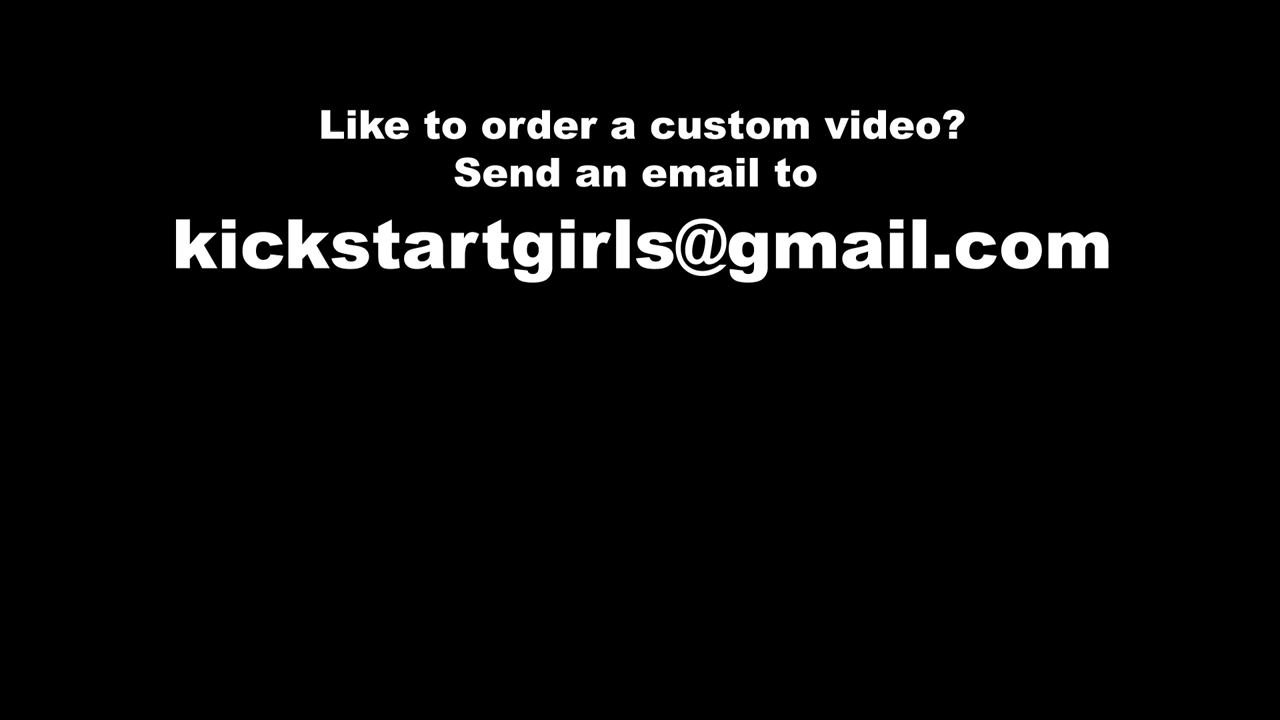 Like to order a custom video?
Send an email to
kickstartgirls@gmail.com